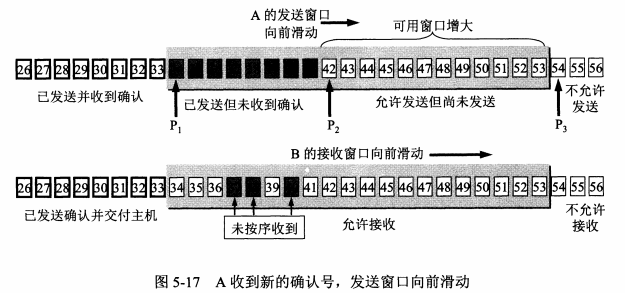 A 的发送窗口
向前滑动
可用窗口增大
26 27 28 29 30 31 32 33 42 43 44 45 46 47 48 49 50 51 52 53 54 55 56
已发送并收到确认
已发送但未收到确认
允许发送但尚未发送
不允许
发送
P1
P2
P3
B 的接收窗口向前滑动
26 27 28 29 30 31 32 33 34 35 36 39 41 42 43 44 45 46 47 48 49 50 51 52 53 54 55 56
已发送确认并交付主机
未按序收到
允许接收
不允许
接收
图 5-17 A 收到新的确认号，发送窗口向前滑动